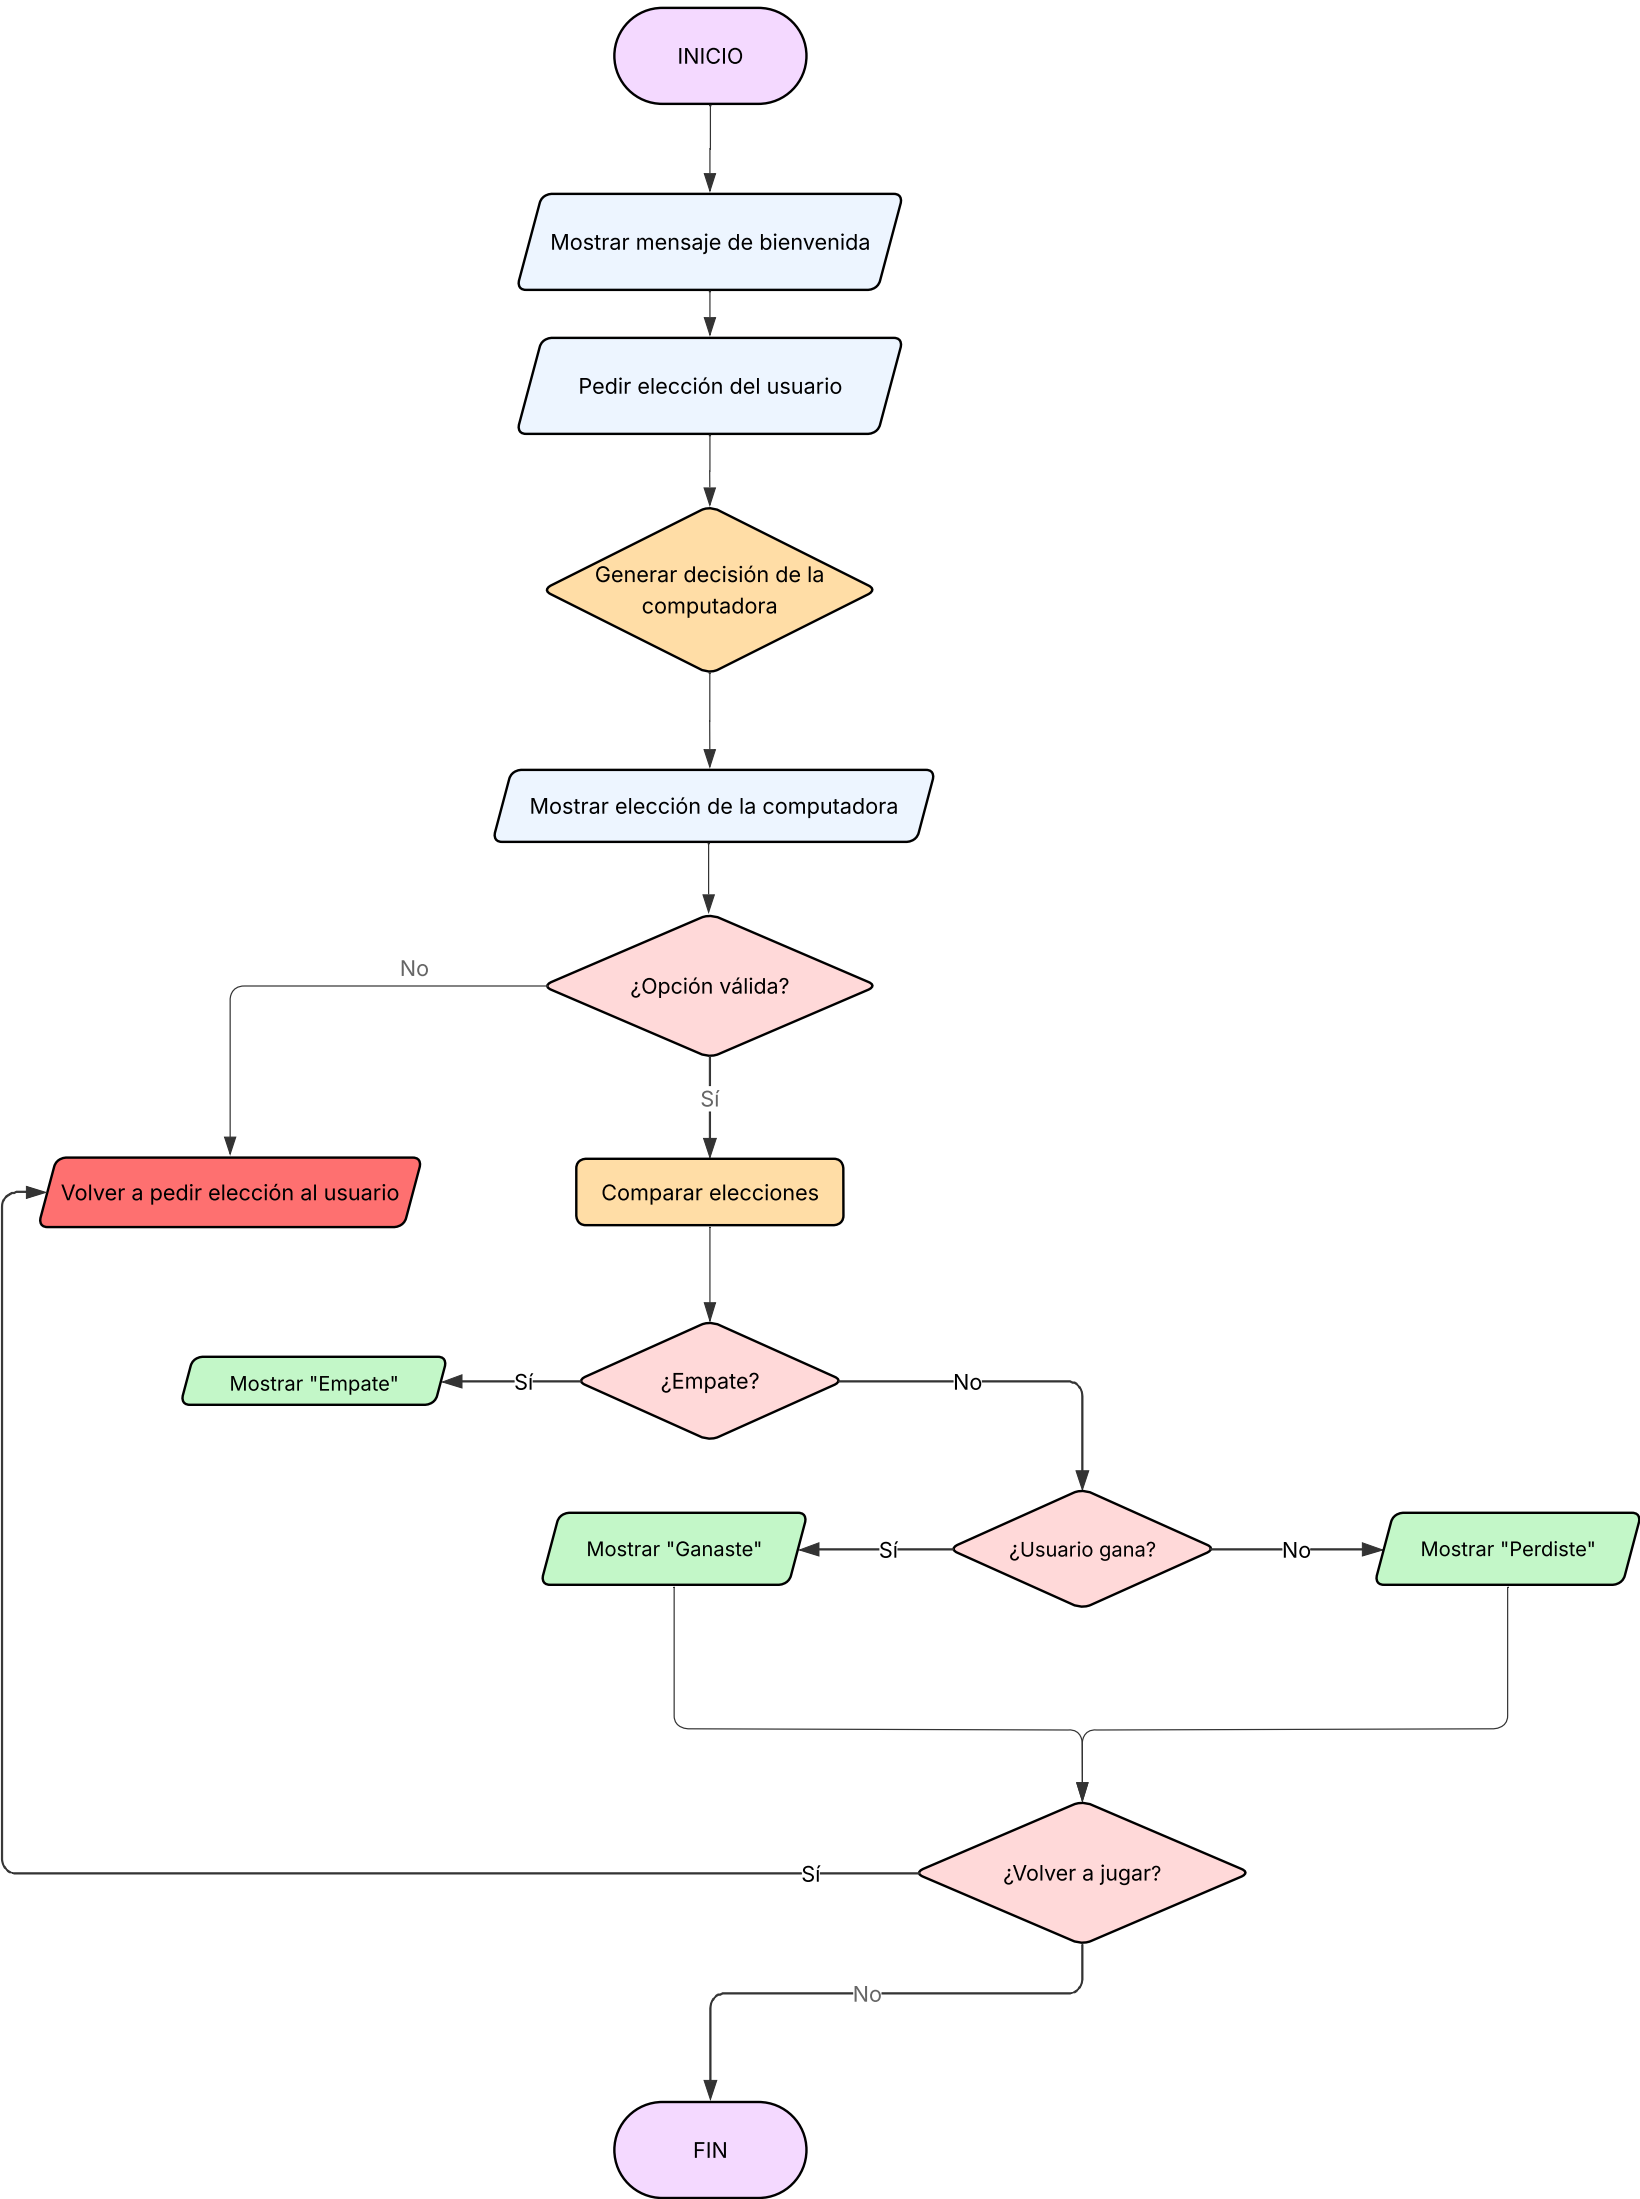 INICIO
Mostrar mensaje de bienvenida
Pedir elección del usuario
Generar decisión de la
computadora
Mostrar elección de la computadora
No
¿Opción válida?
Sí
Volver a pedir elección al usuario
Comparar elecciones
Mostrar "Empate"
Sí
¿Empate?
No
Mostrar "Ganaste"
Sí
¿Usuario gana?
No
Mostrar "Perdiste"
Sí
¿Volver a jugar?
No
FIN